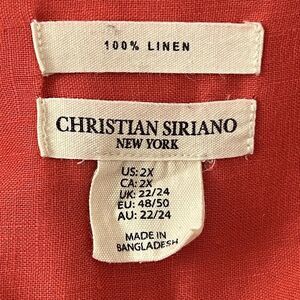 100% LINEN
CHRISTIAN SIRIANO
NEW YORK
US: 2X
CA: 2X
UK: 22/24
EU: 48/50
AU: 22/24
MADE IN
BANGLADESH